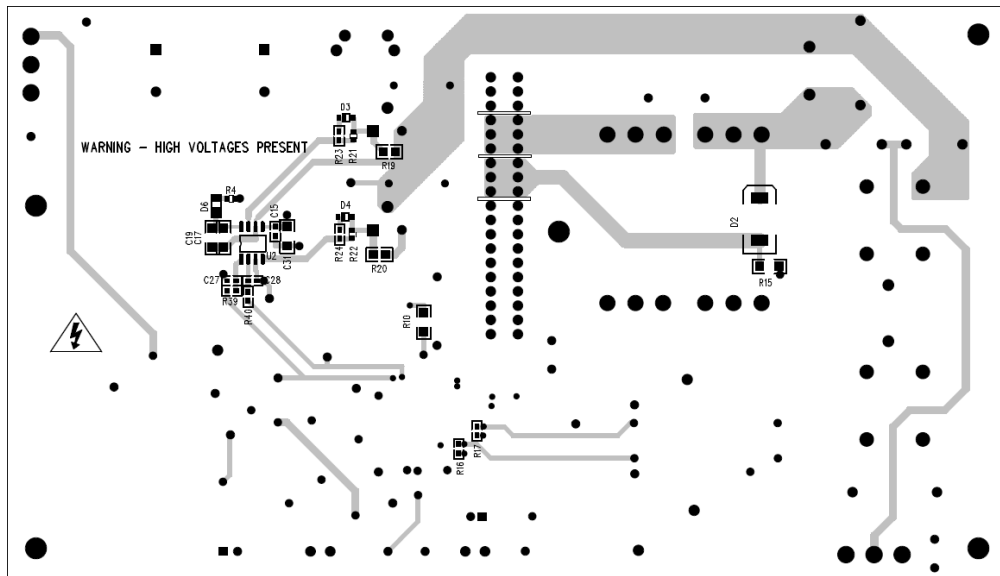 D3
WARNING – HIGH VOLTAGES PRESENT
R23
R21
R19
R4
D6
C15
D4
D2
C19
C17
R24
R22
U2
C31
R20
C27
C28
R15
R39
R40
R10
R17
R16